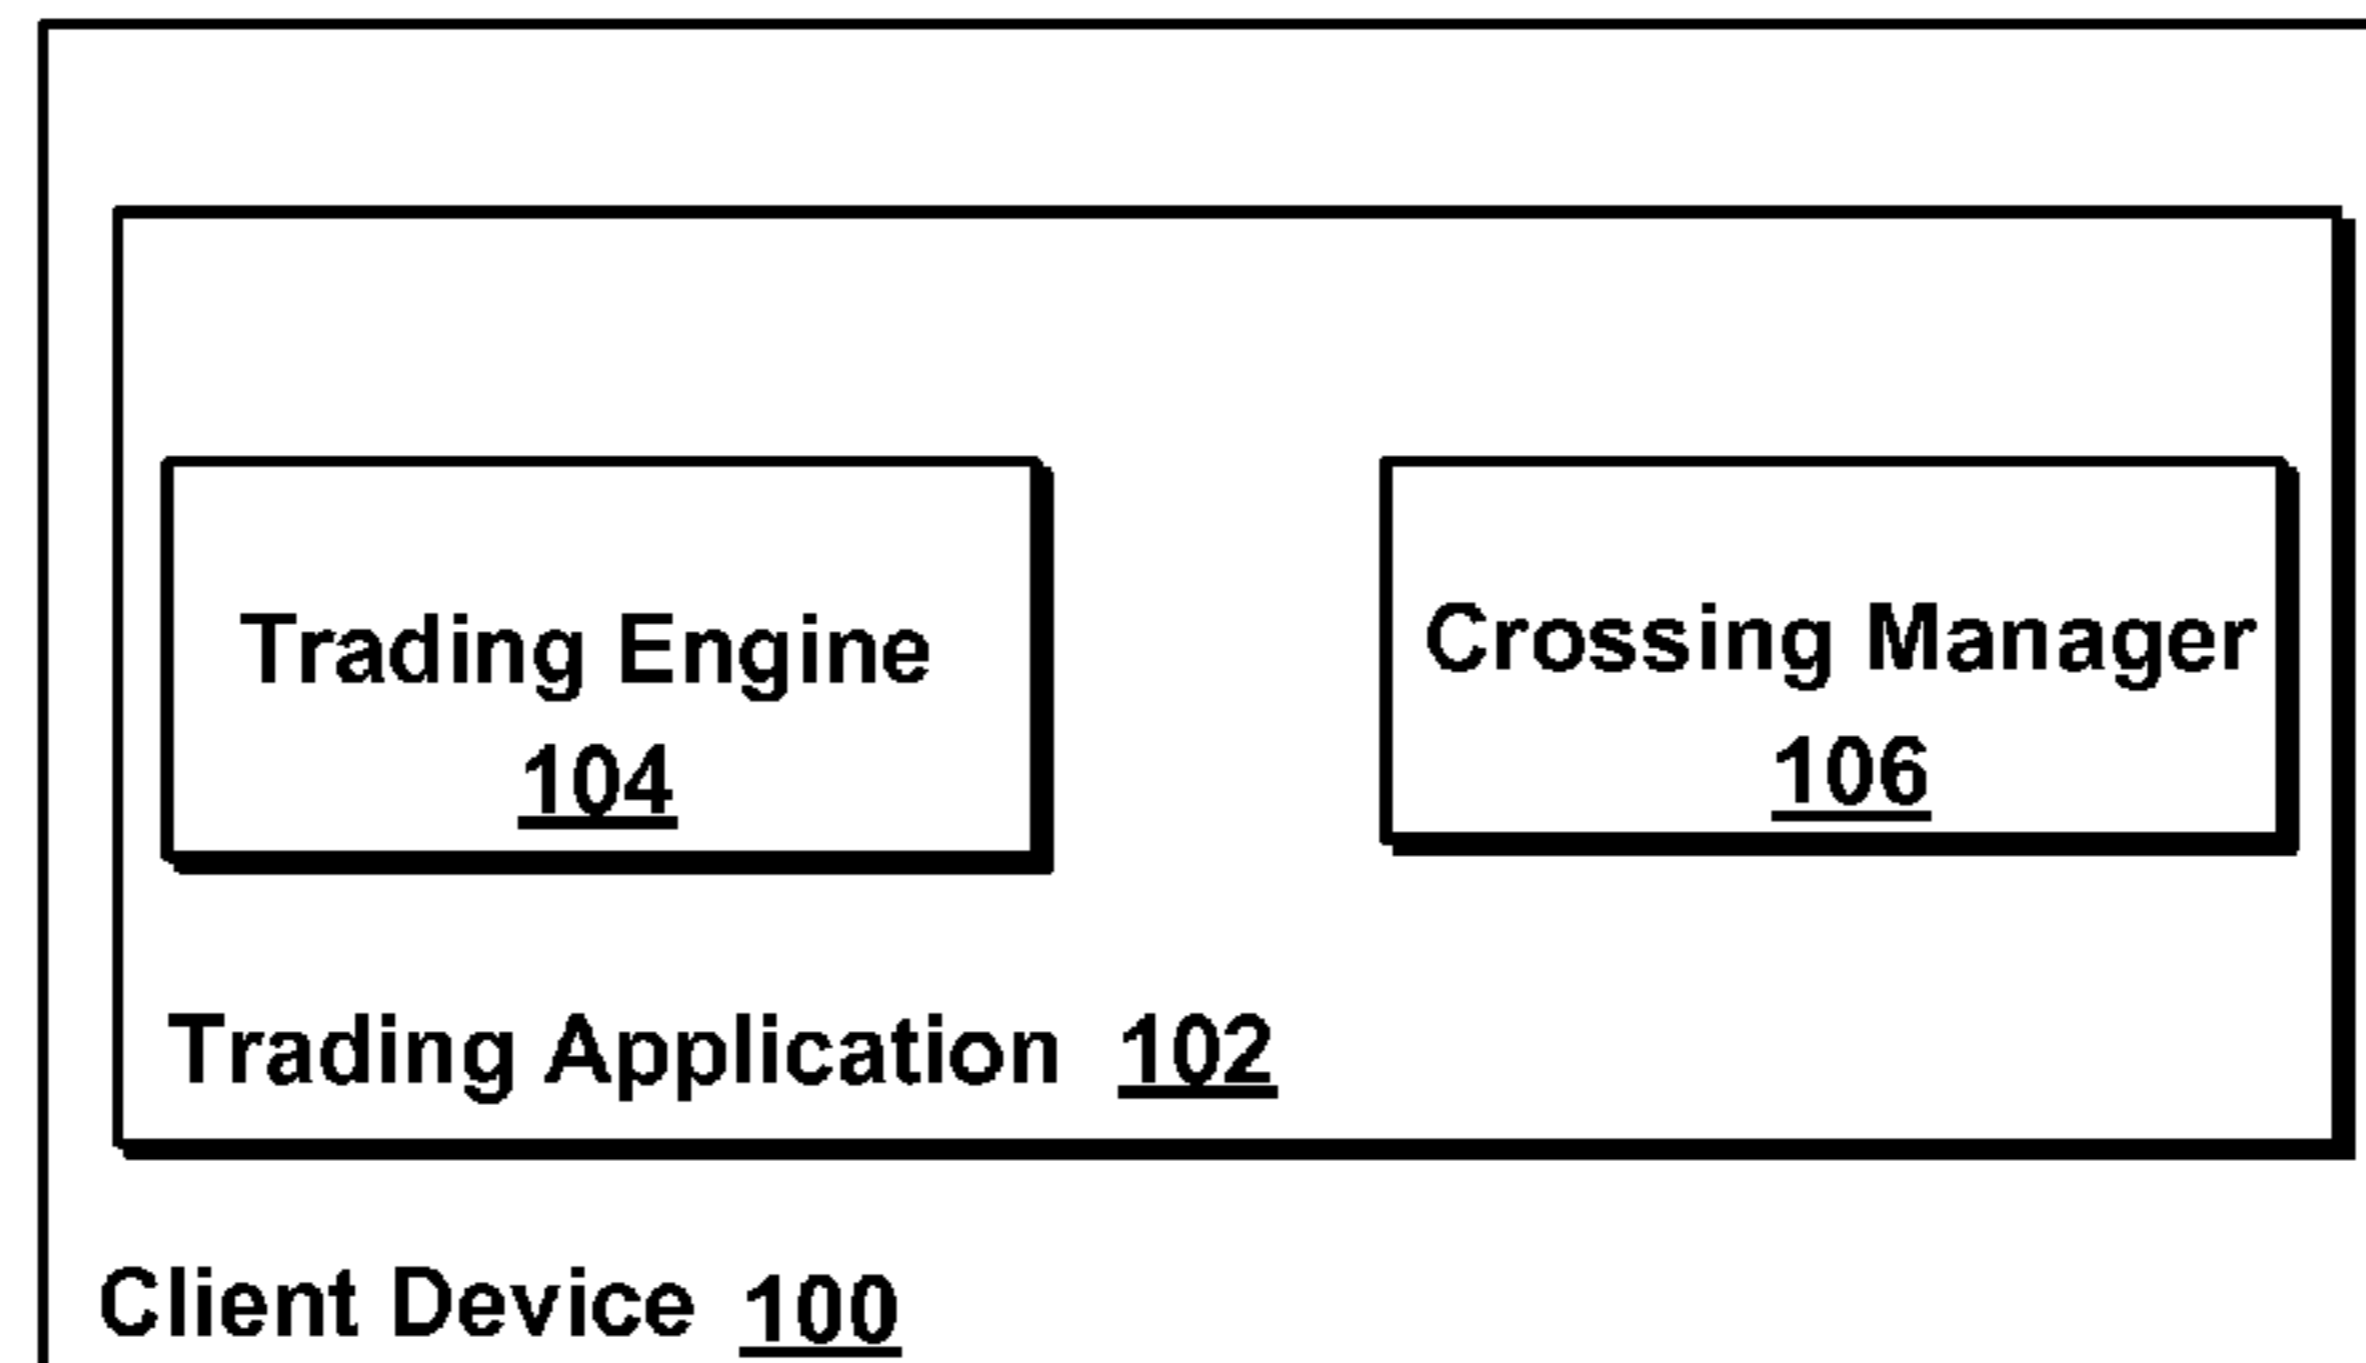 Trading Engine
104
Crossing Manager
106
Trading Application 102
Client Device 100